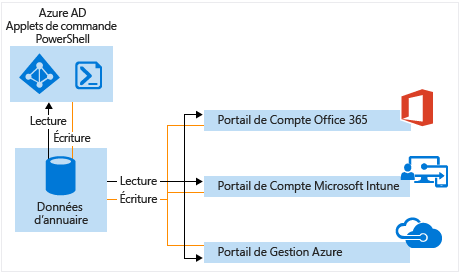 Azure AD
Applets de commande
PowerShell
Lecture
Écriture
Données
d'annuaire
Lecture
Écriture
Portail de Compte Office 365
Portail de Compte Microsoft Intune
Portail de Gestion Azure